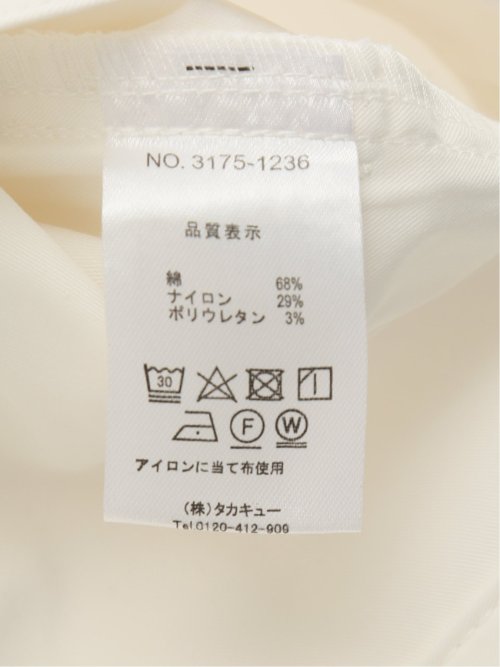 NO. 3175-1236
品質表示
綿 68%
ナイロン 29%
ポリウレタン 3%
30
F W
アイロンに当て布使用
(株)タカキュー
Tel.0120-412-909